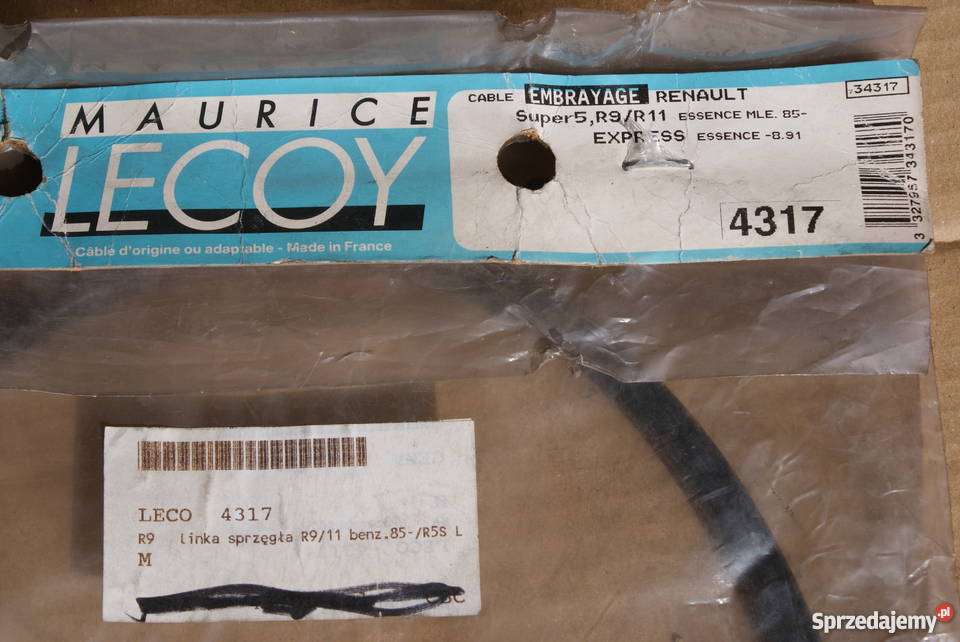 MAURICE
LECOY
Câble d'origine ou adaptable - Made in France
CABLE EMBRAYAGE RENAULT
Super5,R9/R11 ESSENCE MLE. 85-
EXPRESS ESSENCE -8.91
4317
34317
3 327957 343170
LECO 4317
R9 linka sprzęgła R9/11 benz.85-/R5S L
M
Sprzedajemy.pl